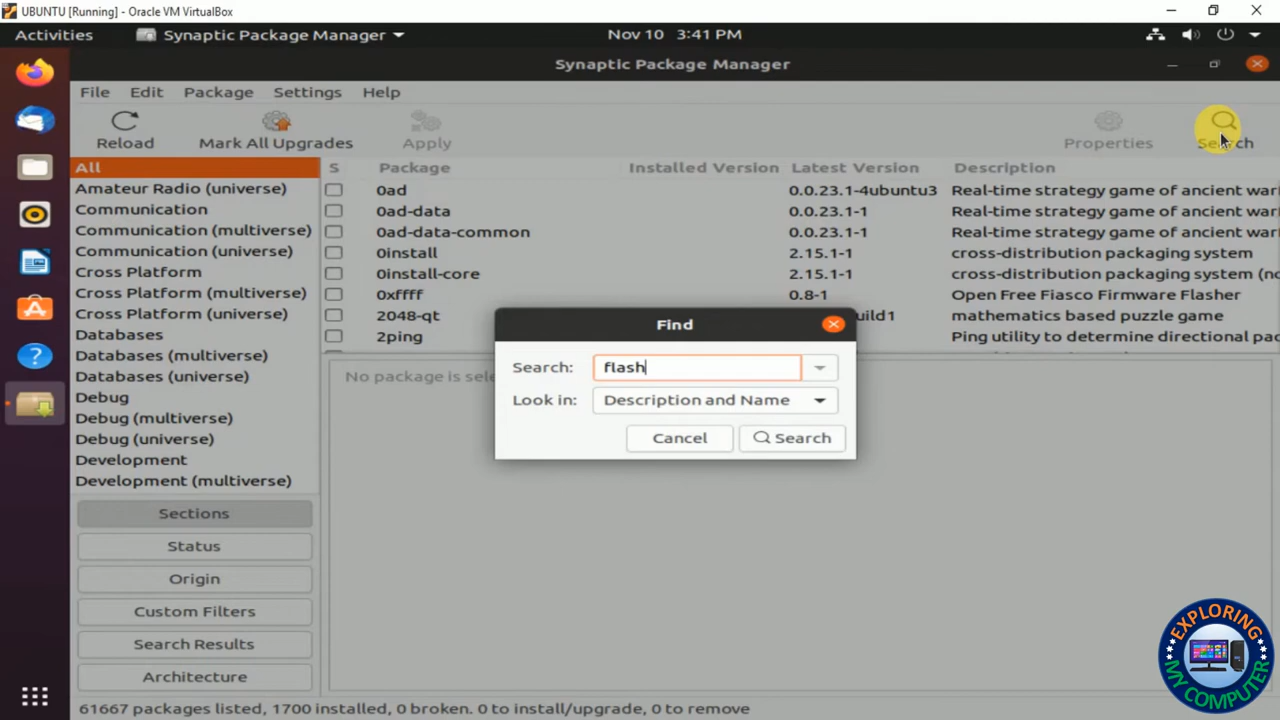 UBUNTU [Running] - Oracle VM VirtualBox
Activities Synaptic Package Manager Nov 10 3:41 PM
Synaptic Package Manager
File Edit Package Settings Help
Reload Mark All Upgrades Apply Properties Search
All S Package Installed Version Latest Version Description
Amateur Radio (universe) 0ad 0.0.23.1-4ubuntu3 Real-time strategy game of ancient war
Communication 0ad-data 0.0.23.1-1 Real-time strategy game of ancient war
Communication (multiverse) 0ad-data-common 0.0.23.1-1 Real-time strategy game of ancient war
Communication (universe) 0install 2.15.1-1 cross-distribution packaging system
Cross Platform 0install-core 2.15.1-1 cross-distribution packaging system (no
Cross Platform (multiverse) 0xffff 0.8-1 Open Free Fiasco Firmware Flasher
Cross Platform (universe) 2048-qt uild1 mathematics based puzzle game
Databases 2ping Ping utility to determine directional pac
Databases (multiverse)
Databases (universe) No package is sele
Debug
Debug (multiverse)
Debug (universe)
Development
Development (multiverse)
Find
Search: flash
Look in: Description and Name
Cancel Search
Sections
Status
Origin
Custom Filters
Search Results
Architecture
61667 packages listed, 1700 installed, 0 broken. 0 to install/upgrade, 0 to remove
EXPLORING
MY COMPUTER